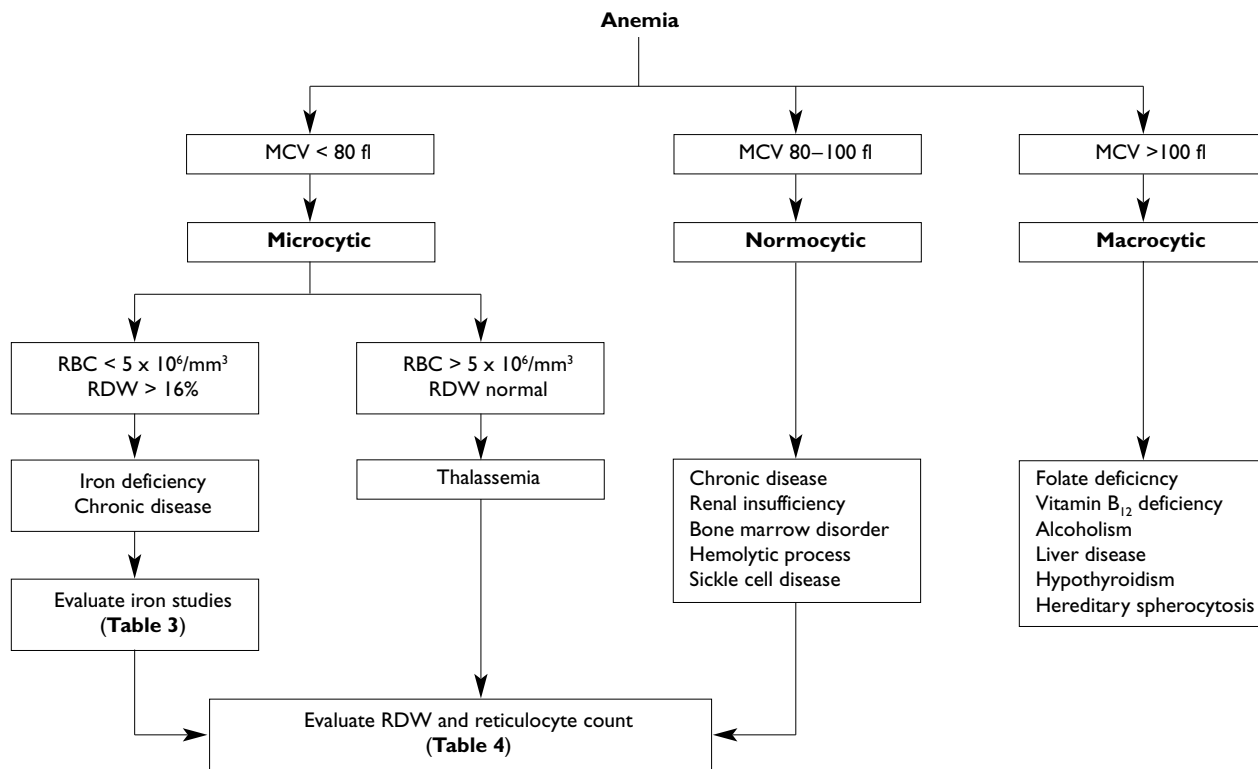 Anemia
MCV < 80 fl
MCV 80–100 fl
MCV >100 fl
Microcytic
Normocytic
Macrocytic
RBC < 5 x 10⁶/mm³
RDW > 16%
RBC > 5 x 10⁶/mm³
RDW normal
Iron deficiency
Chronic disease
Thalassemia
Chronic disease
Renal insufficiency
Bone marrow disorder
Hemolytic process
Sickle cell disease
Folate deficiency
Vitamin B₁₂ deficiency
Alcoholism
Liver disease
Hypothyroidism
Hereditary spherocytosis
Evaluate iron studies
(Table 3)
Evaluate RDW and reticulocyte count
(Table 4)